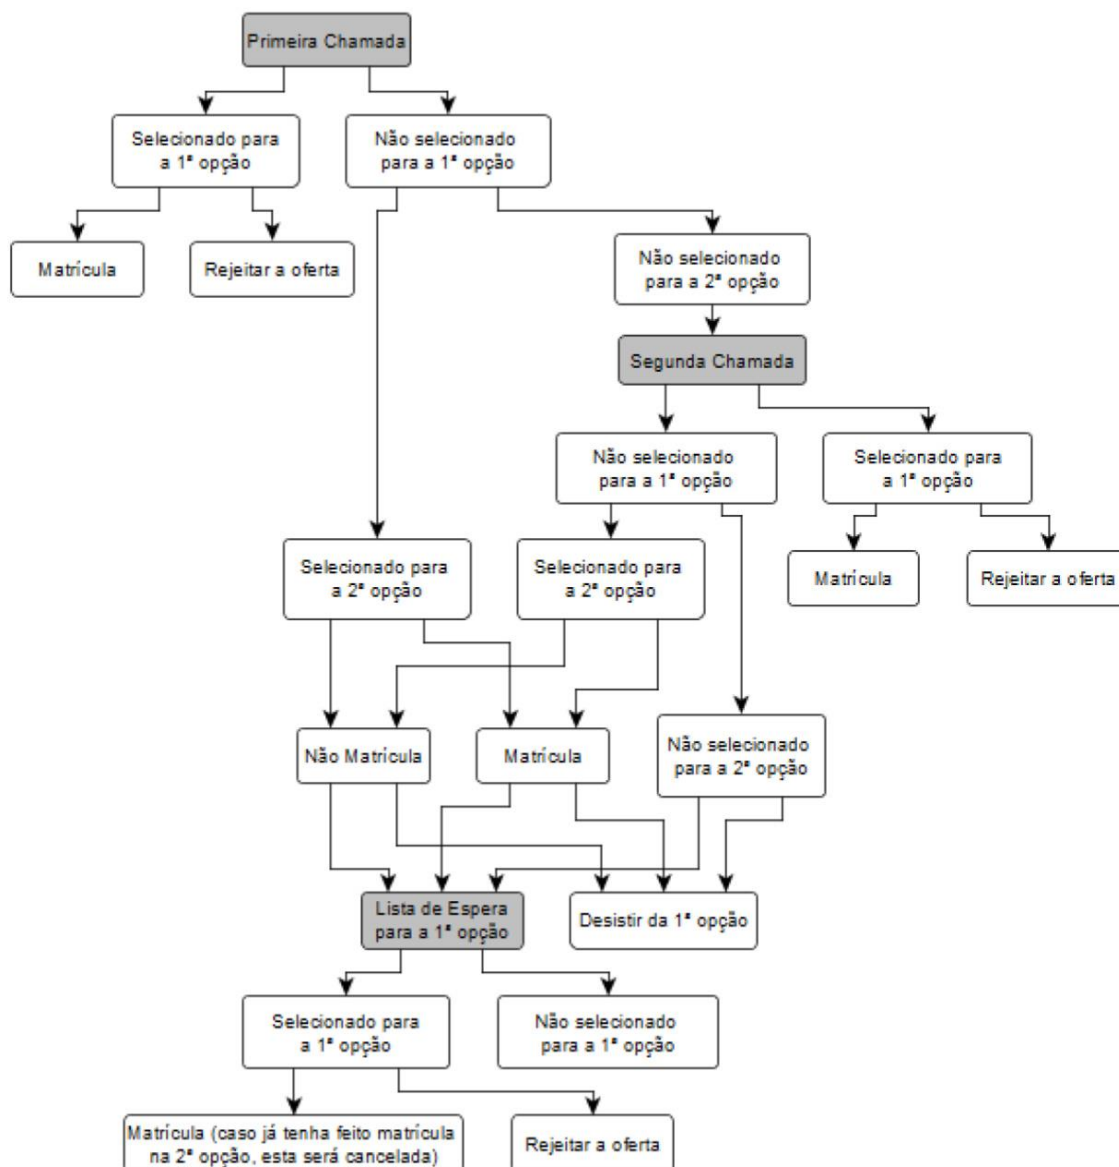 Primeira Chamada
Selecionado para
a 1ª opção
Não selecionado
para a 1ª opção
Matrícula
Rejeitar a oferta
Não selecionado
para a 2ª opção
Segunda Chamada
Não selecionado
para a 1ª opção
Selecionado para
a 1ª opção
Selecionado para
a 2ª opção
Selecionado para
a 2ª opção
Matrícula
Rejeitar a oferta
Não Matrícula
Matrícula
Não selecionado
para a 2ª opção
Lista de Espera
para a 1ª opção
Desistir da 1ª opção
Selecionado para
a 1ª opção
Não selecionado
para a 1ª opção
Matrícula (caso já tenha feito matrícula
na 2ª opção, esta será cancelada)
Rejeitar a oferta